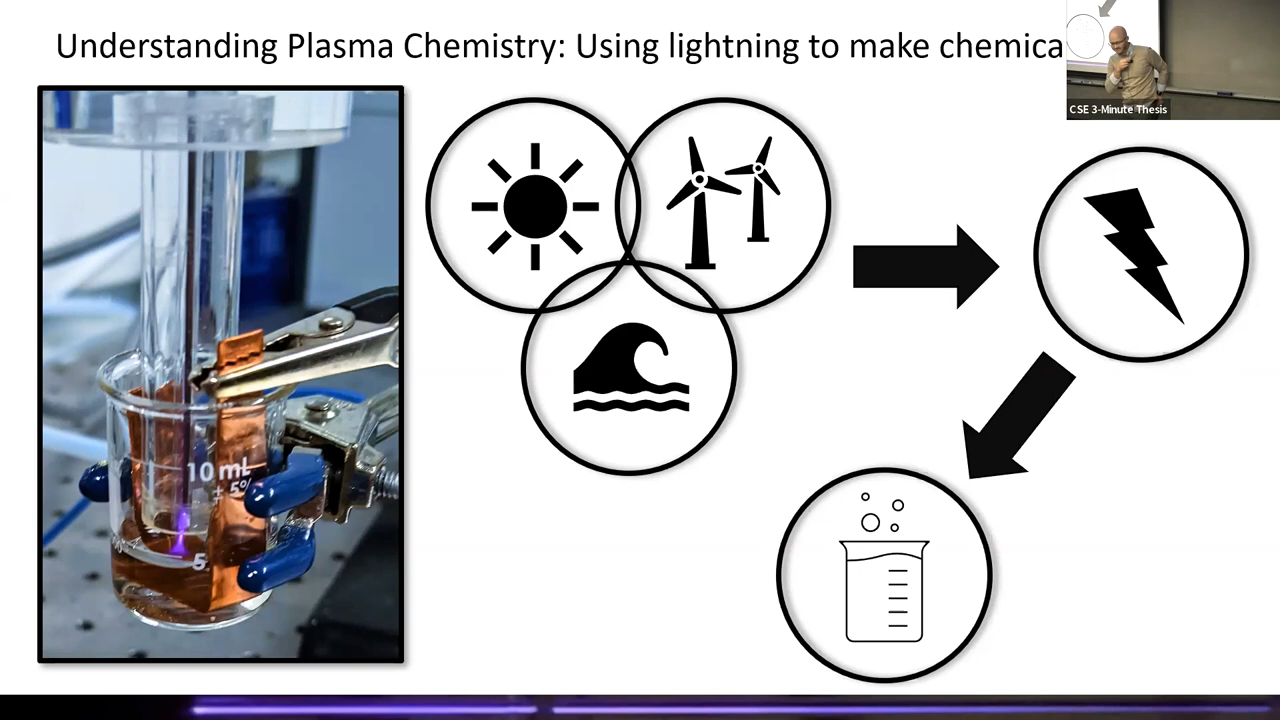 Understanding Plasma Chemistry: Using lightning to make chemica
CSE 3-Minute Thesis
10 mL
± 5%
5